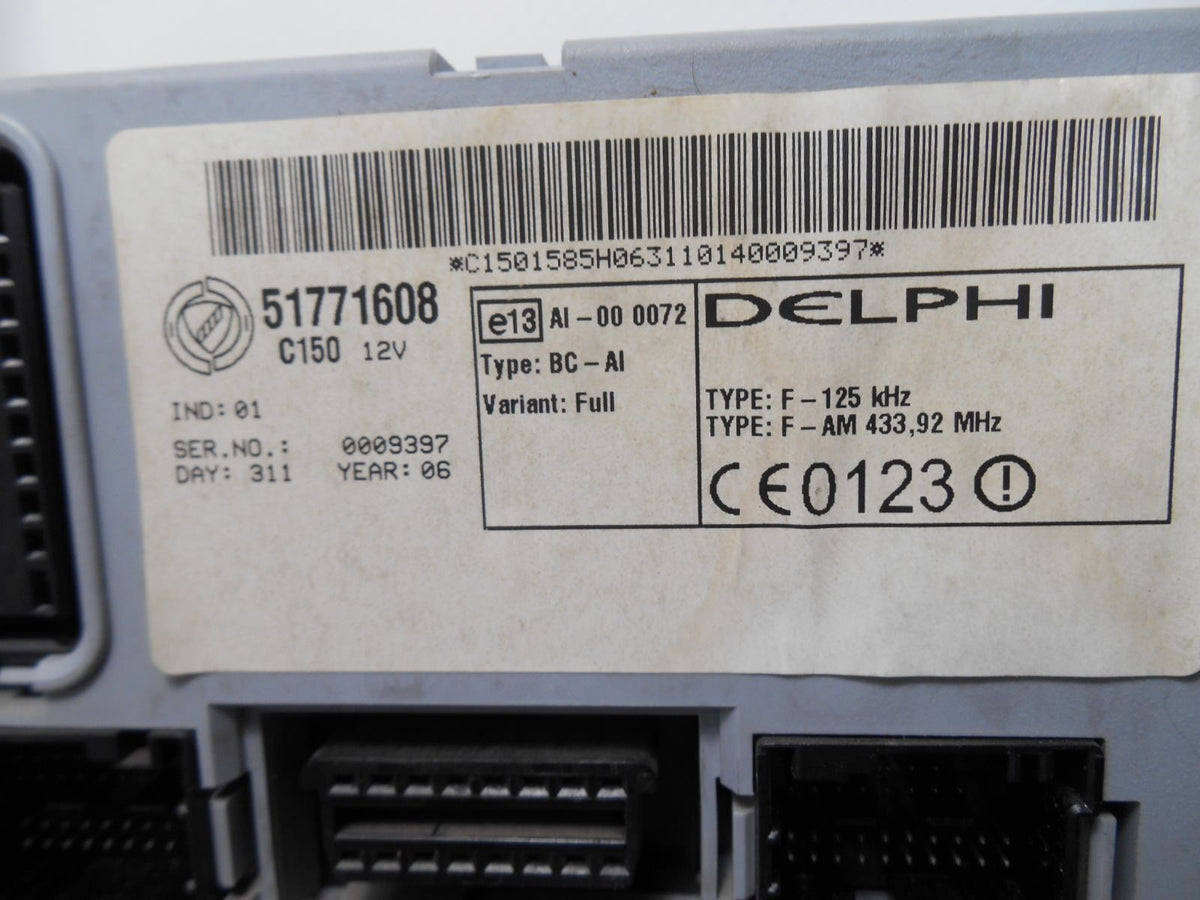 *C1501585H063110140009397*
51771608
C150 12V
IND: 01
SER.NO.: 0009397
DAY: 311 YEAR: 06
e13 AI-00 0072
Type: BC-AI
Variant: Full
DELPHI
TYPE: F-125 kHz
TYPE: F-AM 433,92 MHz
CE0123